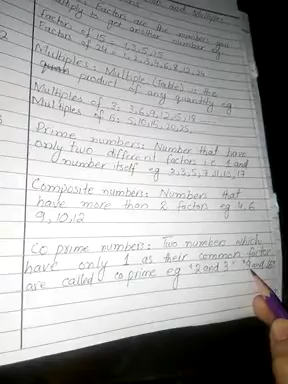 Factors are the numbers you
multiply to get another number eg
Factors of 15 = 1,3,5,15
Factors of 24 = 1,2,3,4,6,8,12,24
Multiples: Multiple (Table) is the
product of any quantity eg
Multiples of 3: 3,6,9,12,15,18
Multiples of 5: 5,10,15,20,25,
Prime numbers: Number that have
only two different factors i.e 1 and
number itself eg 2,3,5,7,11,13,17
Composite numbers: Numbers that
have more than 2 factors eg 4,6
9,10,12
Co prime numbers: Two numbers which
have only 1 as their common factor
are called co prime eg "2 and 3"